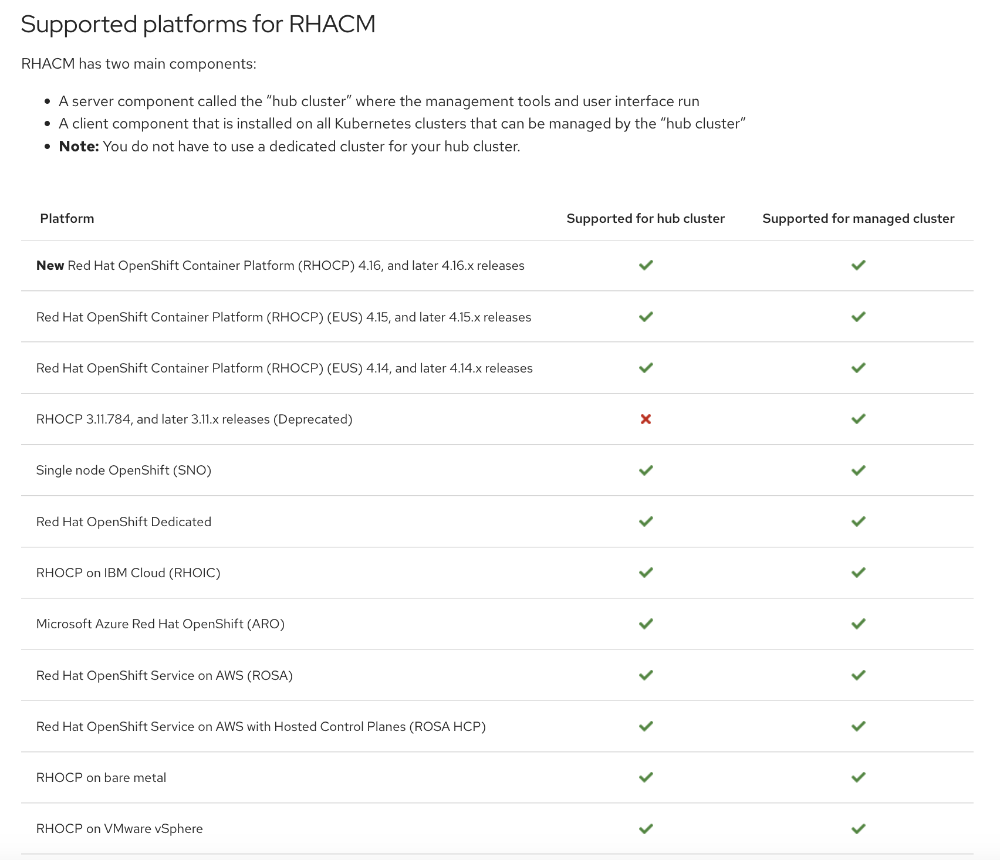 Supported platforms for RHACM
RHACM has two main components:
• A server component called the “hub cluster” where the management tools and user interface run
• A client component that is installed on all Kubernetes clusters that can be managed by the “hub cluster”
• Note: You do not have to use a dedicated cluster for your hub cluster.
Platform Supported for hub cluster Supported for managed cluster
New Red Hat OpenShift Container Platform (RHOCP) 4.16, and later 4.16.x releases ✔ ✔
Red Hat OpenShift Container Platform (RHOCP) (EUS) 4.15, and later 4.15.x releases ✔ ✔
Red Hat OpenShift Container Platform (RHOCP) (EUS) 4.14, and later 4.14.x releases ✔ ✔
RHOCP 3.11.784, and later 3.11.x releases (Deprecated) ✖ ✔
Single node OpenShift (SNO) ✔ ✔
Red Hat OpenShift Dedicated ✔ ✔
RHOCP on IBM Cloud (RHOIC) ✔ ✔
Microsoft Azure Red Hat OpenShift (ARO) ✔ ✔
Red Hat OpenShift Service on AWS (ROSA) ✔ ✔
Red Hat OpenShift Service on AWS with Hosted Control Planes (ROSA HCP) ✔ ✔
RHOCP on bare metal ✔ ✔
RHOCP on VMware vSphere ✔ ✔